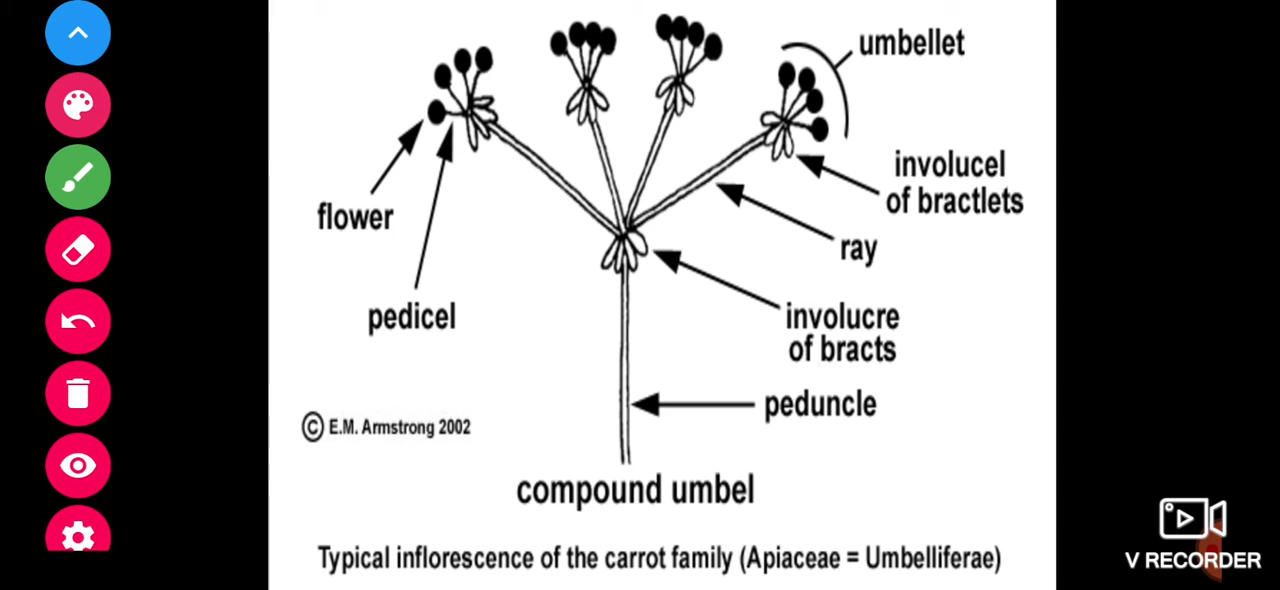 umbellet
involucel
of bractlets
flower
ray
pedicel
involucre
of bracts
peduncle
© E.M. Armstrong 2002
compound umbel
Typical inflorescence of the carrot family (Apiaceae = Umbelliferae)
V RECORDER